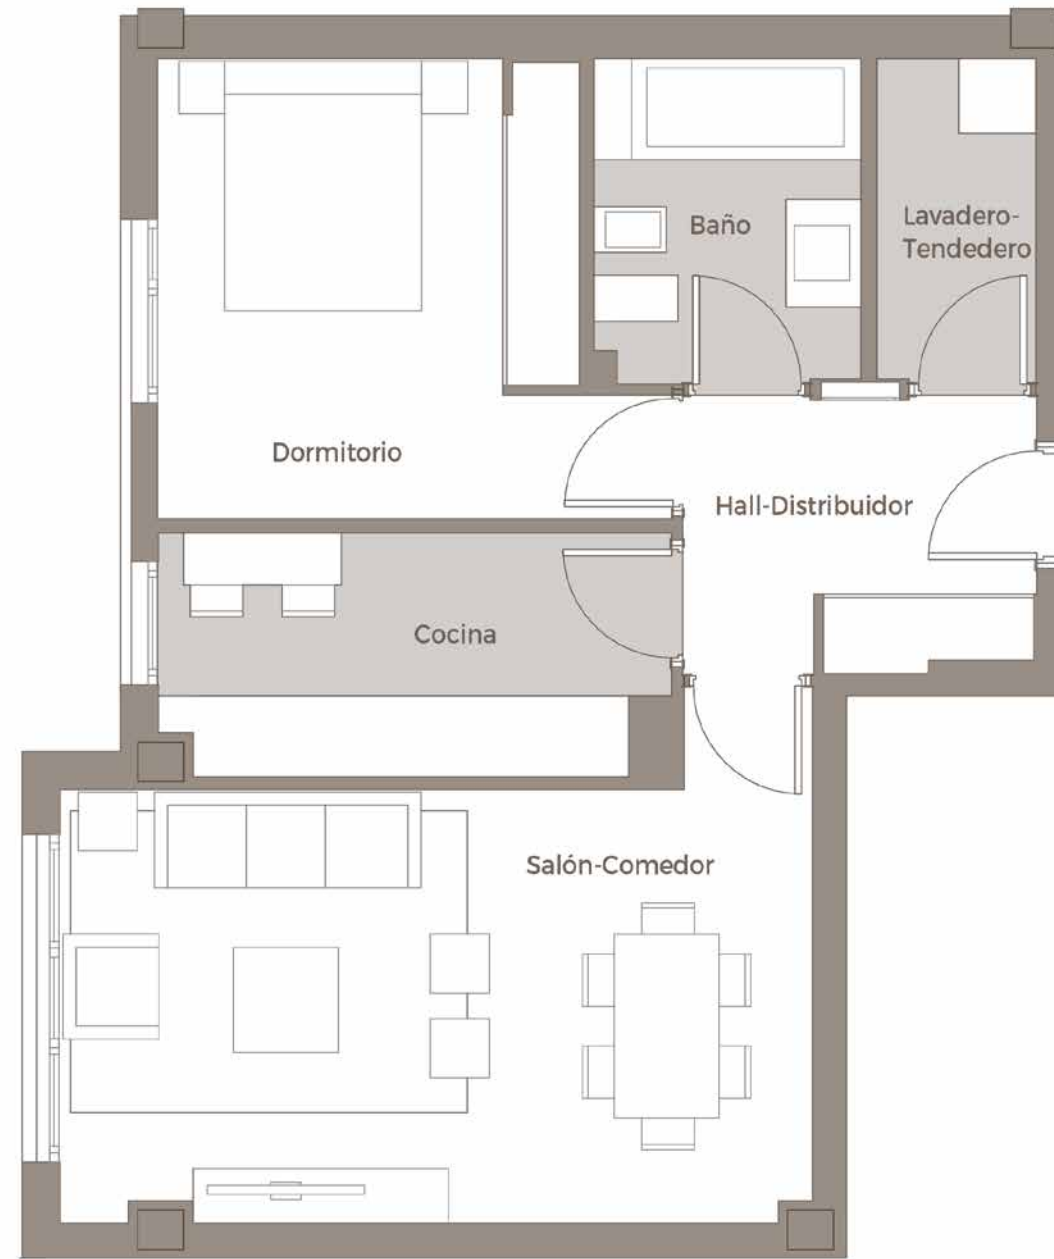 Baño
Lavadero-
Tendedero
Dormitorio
Hall-Distribuidor
Cocina
Salón-Comedor